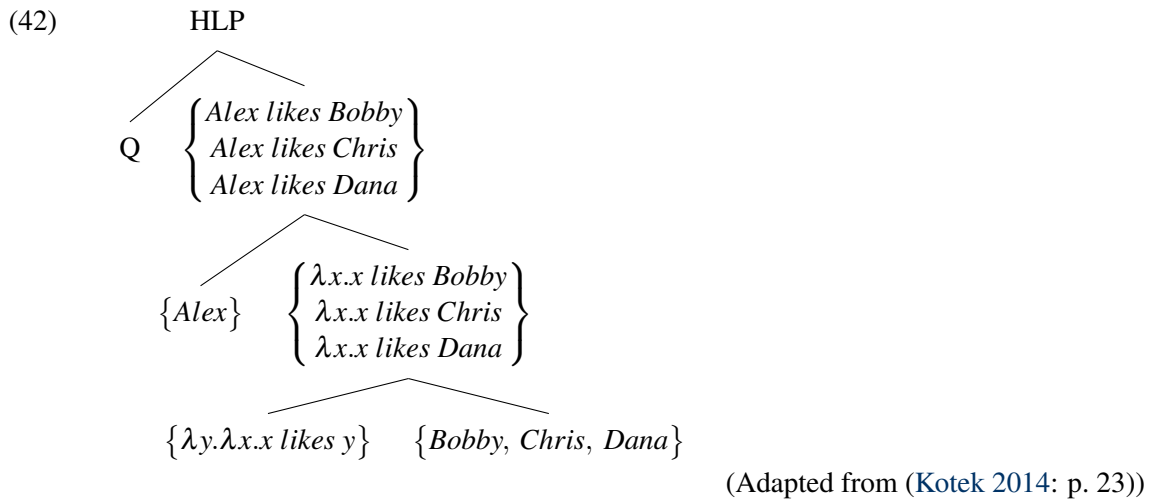 (42) HLP
Alex likes Bobby
Q Alex likes Chris
Alex likes Dana
λx.x likes Bobby
{Alex} λx.x likes Chris
λx.x likes Dana
{λy.λx.x likes y} {Bobby, Chris, Dana}
(Adapted from (Kotek 2014: p. 23))